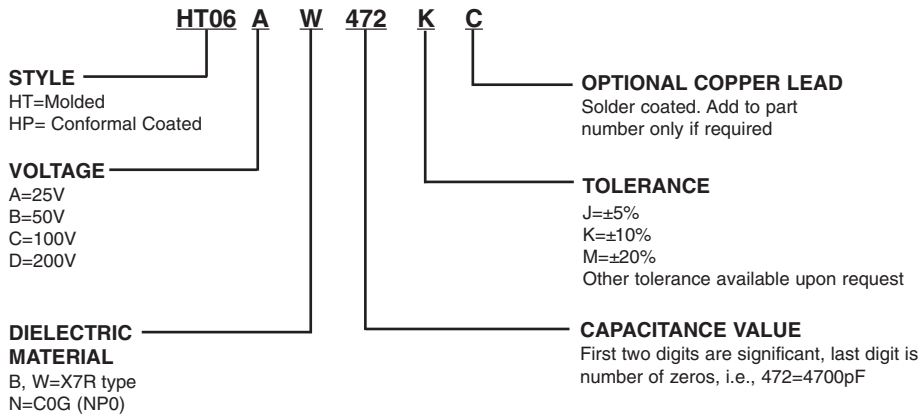 HT06 A W 472 K C
STYLE
HT=Molded
HP= Conformal Coated
VOLTAGE
A=25V
B=50V
C=100V
D=200V
DIELECTRIC
MATERIAL
B, W=X7R type
N=C0G (NP0)
OPTIONAL COPPER LEAD
Solder coated. Add to part
number only if required
TOLERANCE
J=±5%
K=±10%
M=±20%
Other tolerance available upon request
CAPACITANCE VALUE
First two digits are significant, last digit is
number of zeros, i.e., 472=4700pF